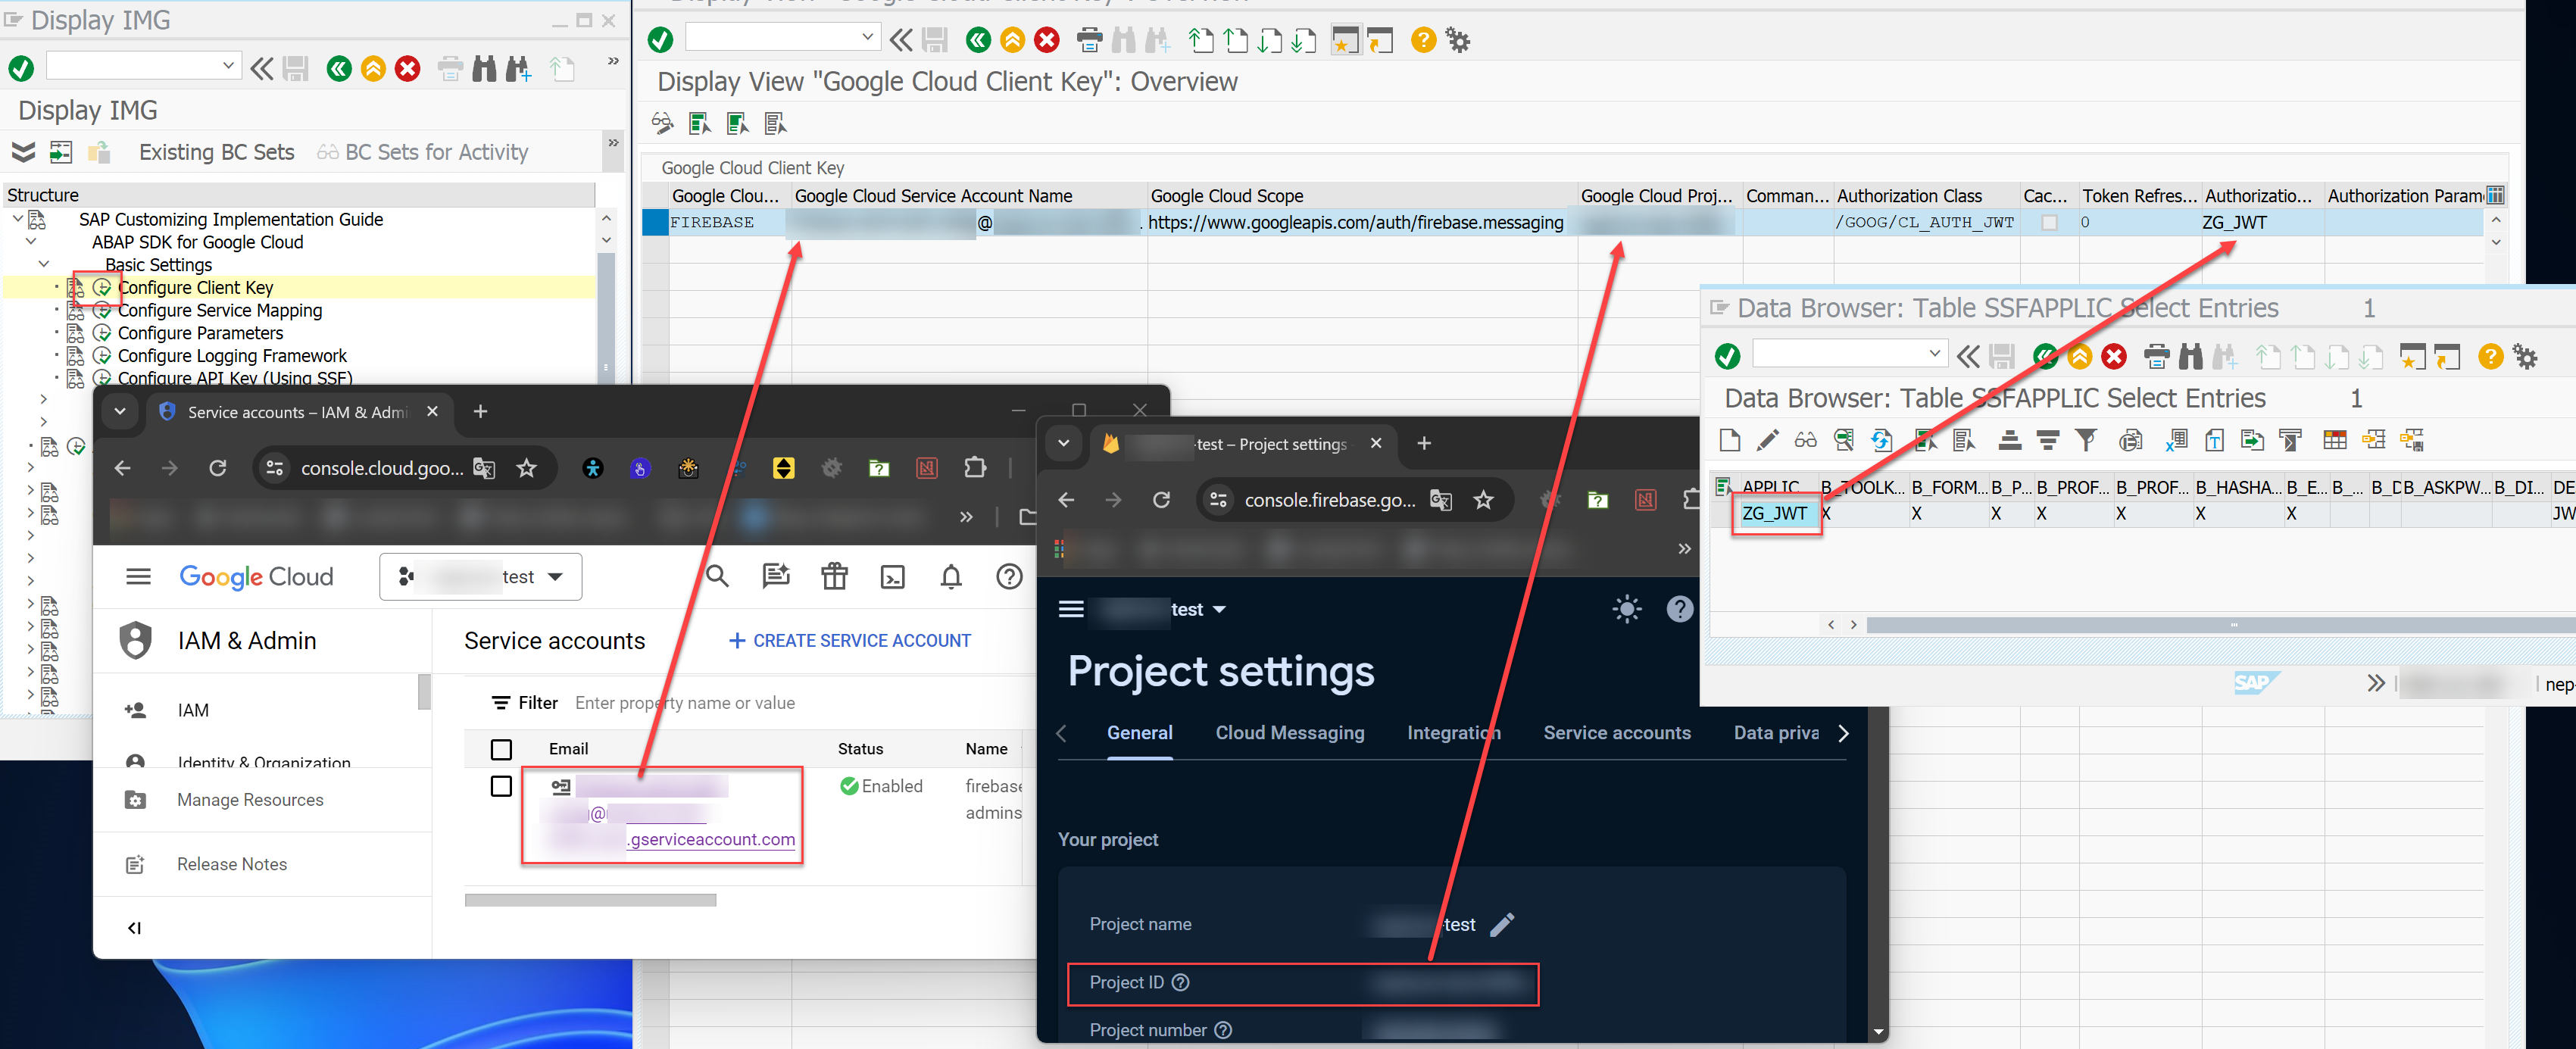 Display IMG
Display IMG
Existing BC Sets
BC Sets for Activity
Structure
SAP Customizing Implementation Guide
ABAP SDK for Google Cloud
Basic Settings
Configure Client Key
Configure Service Mapping
Configure Parameters
Configure Logging Framework
Configure API Key (Using SSF)
Display View "Google Cloud Client Key": Overview
Google Cloud Client Key
Google Clou... Google Cloud Service Account Name Google Cloud Scope Google Cloud Proj... Comman... Authorization Class Cac... Token Refres... Authorizatio... Authorization Param
FIREBASE @ . https://www.googleapis.com/auth/firebase.messaging /GOOG/CL_AUTH_JWT 0 ZG_JWT
Data Browser: Table SSFAPPLIC Select Entries 1
Data Browser: Table SSFAPPLIC Select Entries 1
APPLIC B_TOOLK... B_FORM... B_P... B_PROF... B_PROF... B_HASHA... B_E... B_... B_D B_ASKPW... B_DI... DE
ZG_JWT X X X X X X X JW
SAP
nep
Service accounts – IAM & Admi
console.cloud.goo...
Google Cloud
test
IAM & Admin
Service accounts
CREATE SERVICE ACCOUNT
IAM
Identity & Organization
Manage Resources
Release Notes
Filter Enter property name or value
Email Status Name
@
.gserviceaccount.com
Enabled
firebase
admins
-test – Project settings
console.firebase.go...
test
Project settings
General Cloud Messaging Integration Service accounts Data priva
Your project
Project name -test
Project ID
Project number